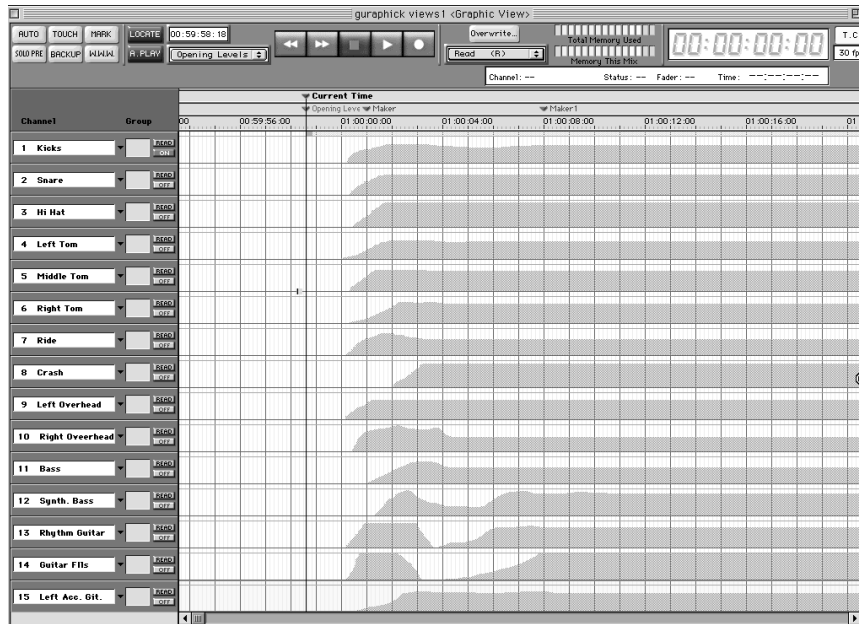 guraphick views1 <Graphic View>
AUTO TOUCH MARK LOCATE 00:59:58:18 Overwrite... Total Memory Used 00:00:00:00 T.C
SOLO PRE BACKUP W.W.W. A.PLAY Opening Levels Read (R) Memory This Mix 30 fp
Channel: -- Status: -- Fader: -- Time: --:--:--:--
Current Time
Opening Leve Maker Maker1
Channel Group 00 00:59:56:00 01:00:00:00 01:00:04:00 01:00:08:00 01:00:12:00 01:00:16:00 01
1 Kicks READ ON
2 Snare READ OFF
3 Hi Hat READ OFF
4 Left Tom READ OFF
5 Middle Tom READ OFF
6 Right Tom READ OFF
7 Ride READ OFF
8 Crash READ OFF
9 Left Overhead READ OFF
10 Right Oveerhead READ OFF
11 Bass READ OFF
12 Synth. Bass READ OFF
13 Rhythm Guitar READ OFF
14 Guitar Flls READ OFF
15 Left Acc. Git. READ OFF